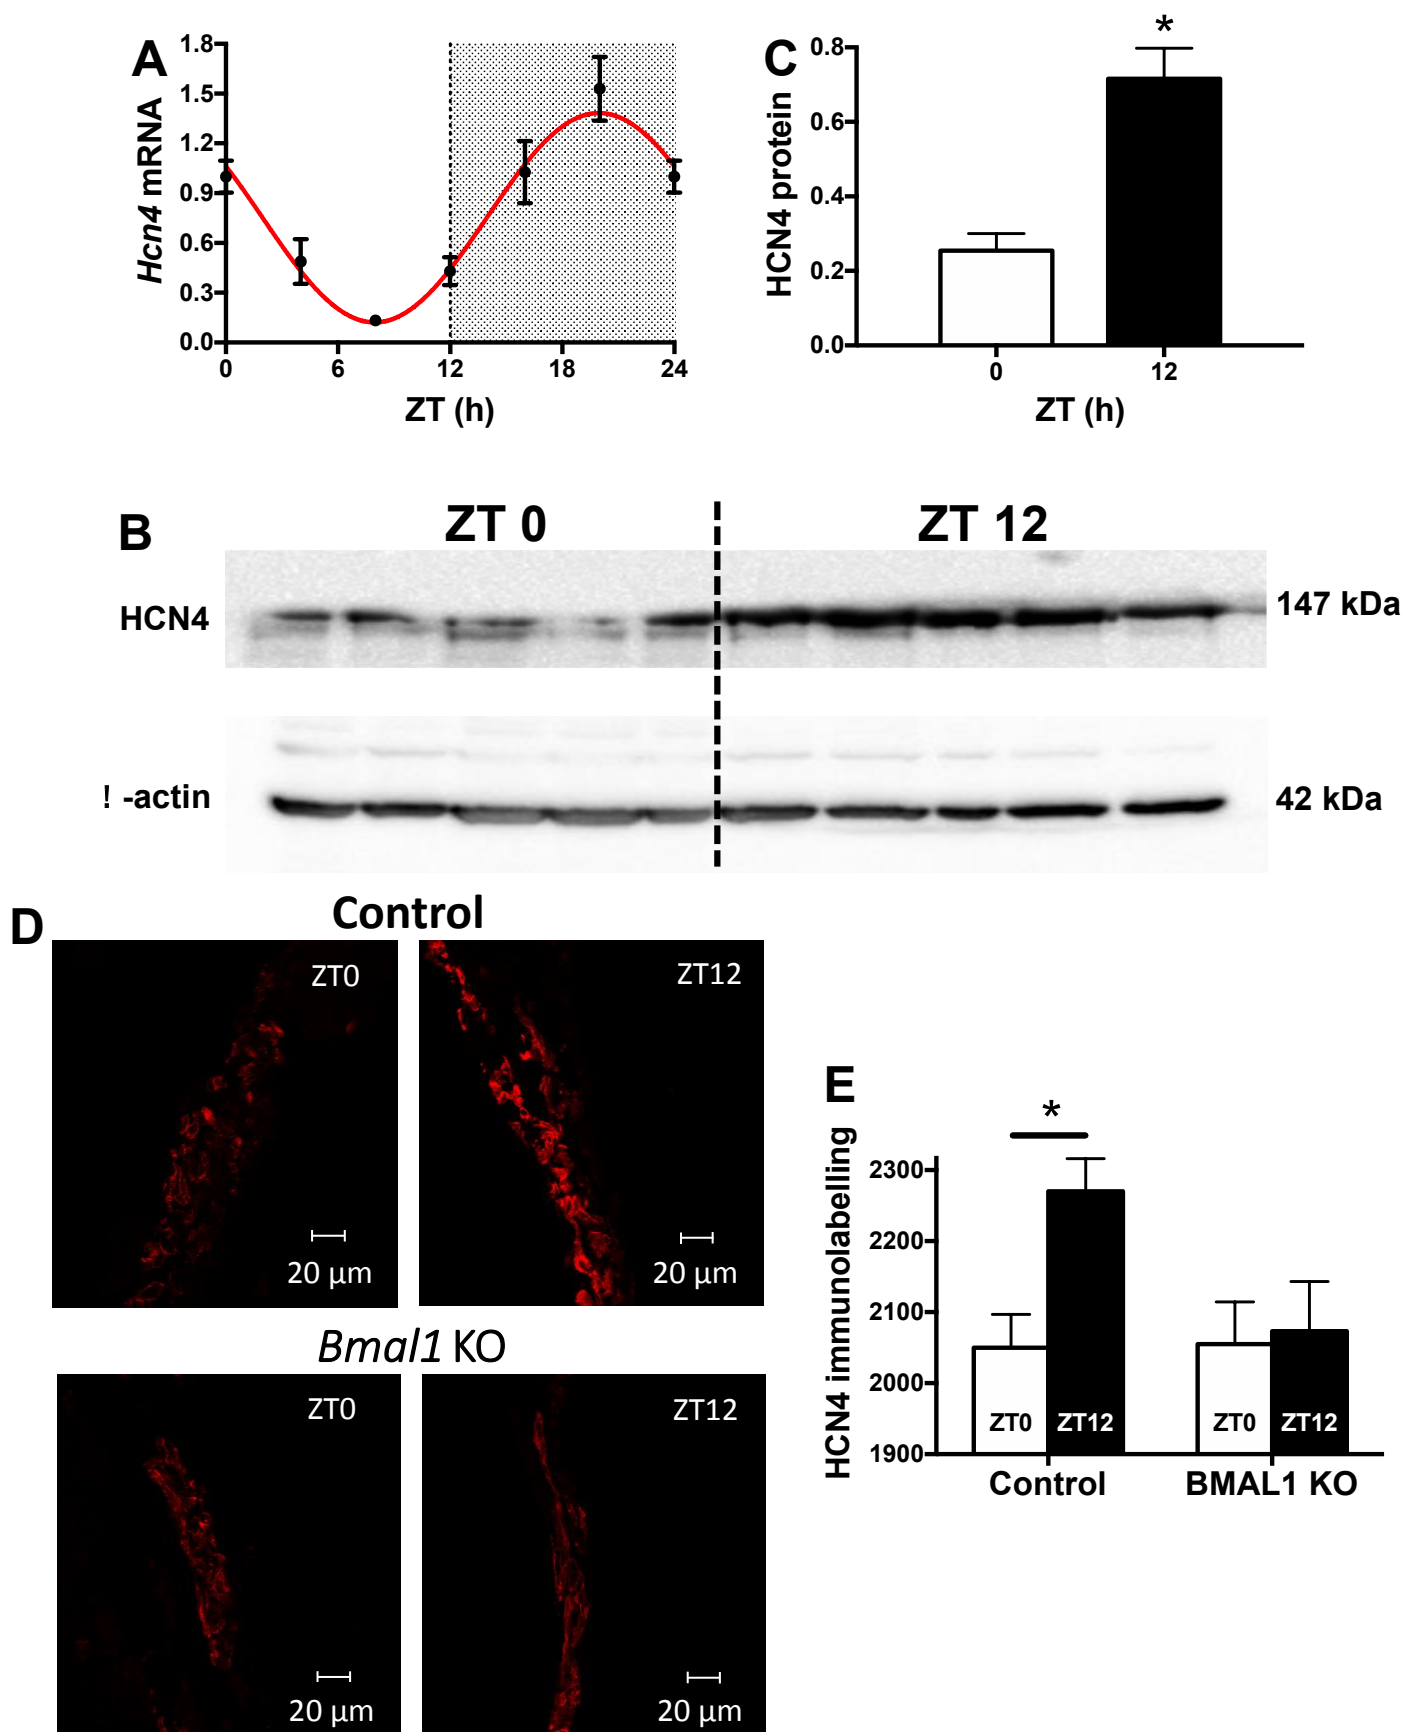 A
Hcn4 mRNA
1.8
1.5
1.2
0.9
0.6
0.3
0.0
0 6 12 18 24
ZT (h)
C
*
HCN4 protein
0.8
0.6
0.4
0.2
0.0
0 12
ZT (h)
B
ZT 0 ZT 12
HCN4 147 kDa
! -actin 42 kDa
D
Control
ZT0
20 μm
ZT12
20 μm
Bmal1 KO
ZT0
20 μm
ZT12
20 μm
E
*
HCN4 immunolabelling
2300
2200
2100
2000
1900
ZT0 ZT12 ZT0 ZT12
Control BMAL1 KO